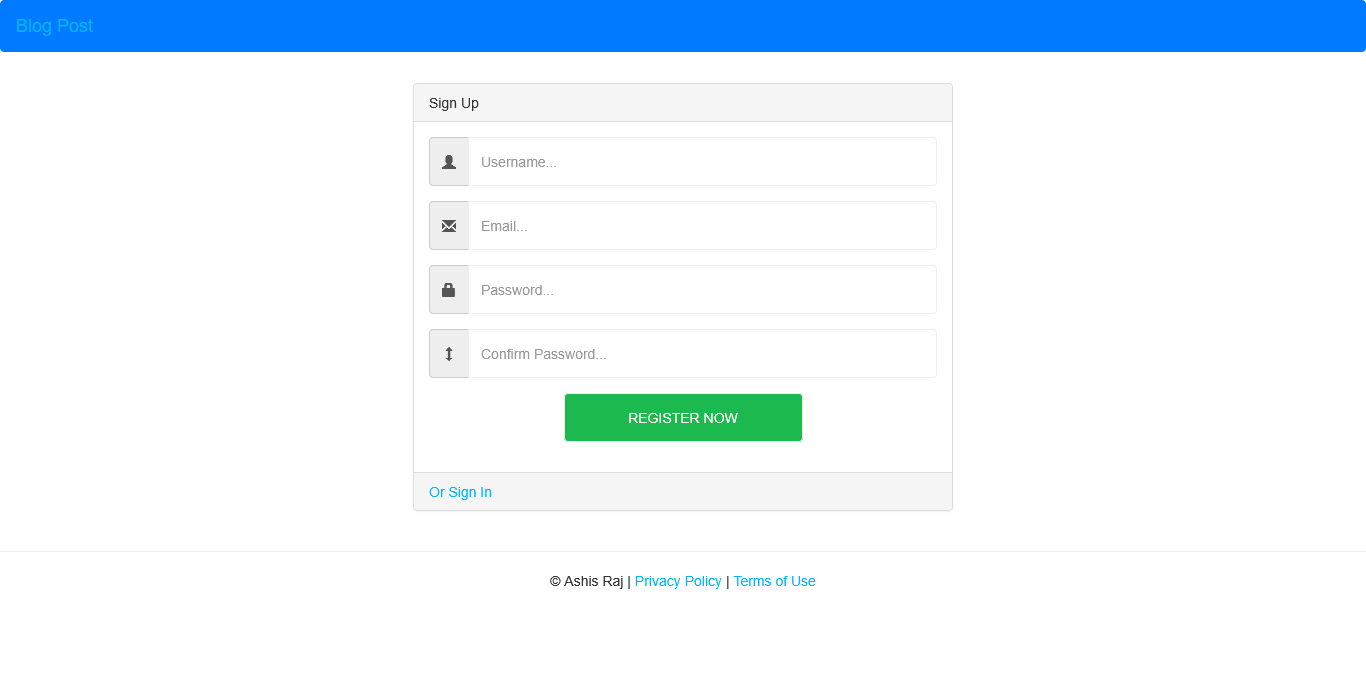 Blog Post
Sign Up
Username...
Email...
Password...
Confirm Password...
REGISTER NOW
Or Sign In
© Ashis Raj | Privacy Policy | Terms of Use